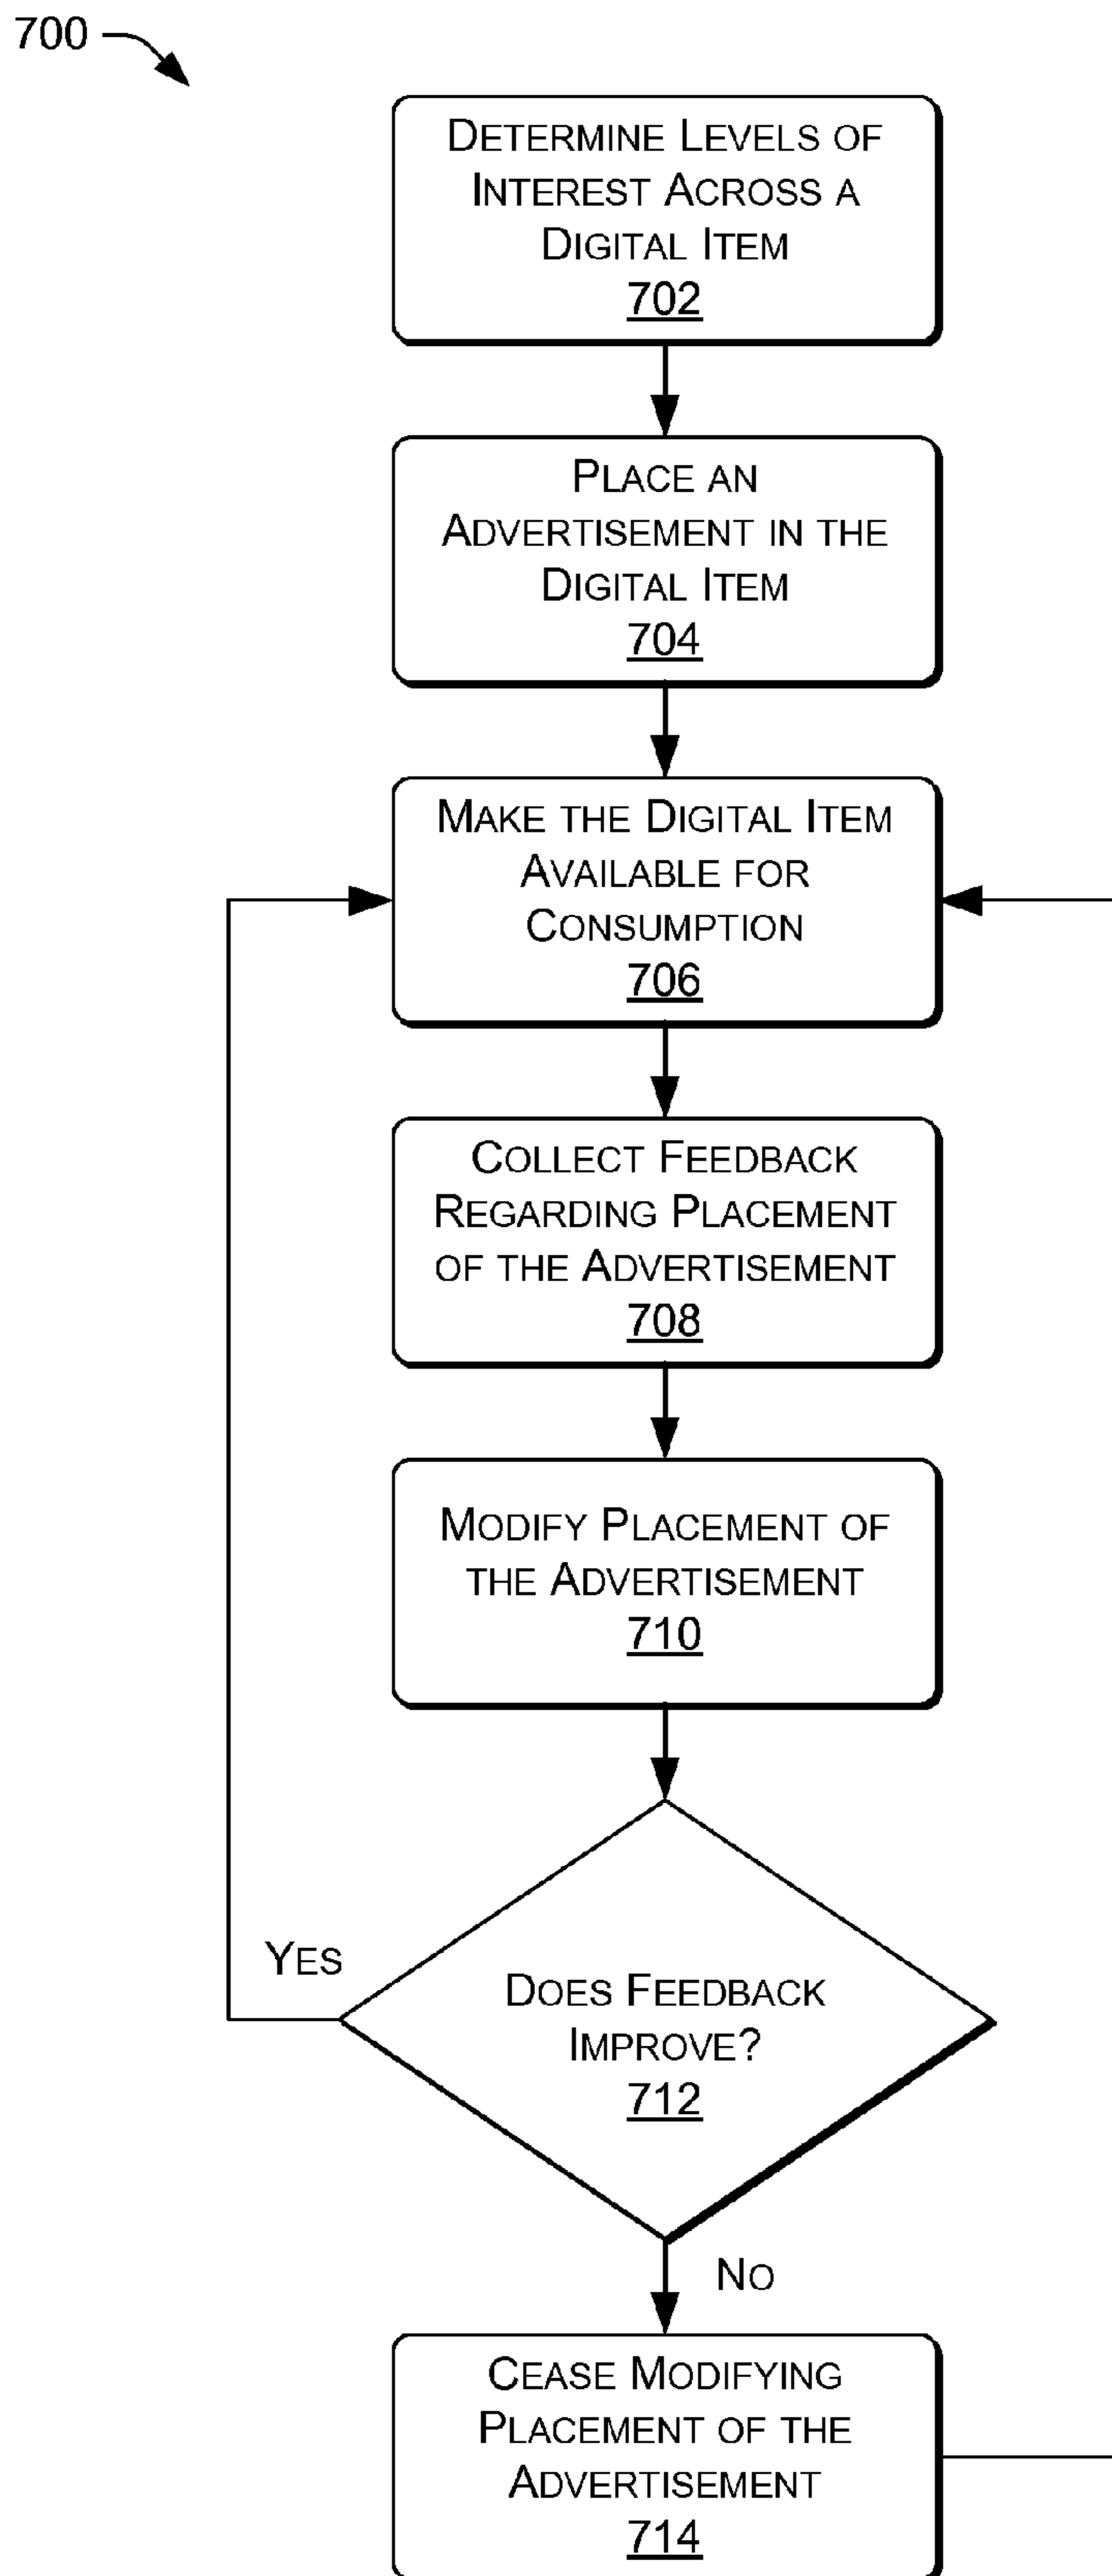 700
DETERMINE LEVELS OF
INTEREST ACROSS A
DIGITAL ITEM
702
PLACE AN
ADVERTISEMENT IN THE
DIGITAL ITEM
704
MAKE THE DIGITAL ITEM
AVAILABLE FOR
CONSUMPTION
706
COLLECT FEEDBACK
REGARDING PLACEMENT
OF THE ADVERTISEMENT
708
MODIFY PLACEMENT OF
THE ADVERTISEMENT
710
YES
DOES FEEDBACK
IMPROVE?
712
NO
CEASE MODIFYING
PLACEMENT OF THE
ADVERTISEMENT
714